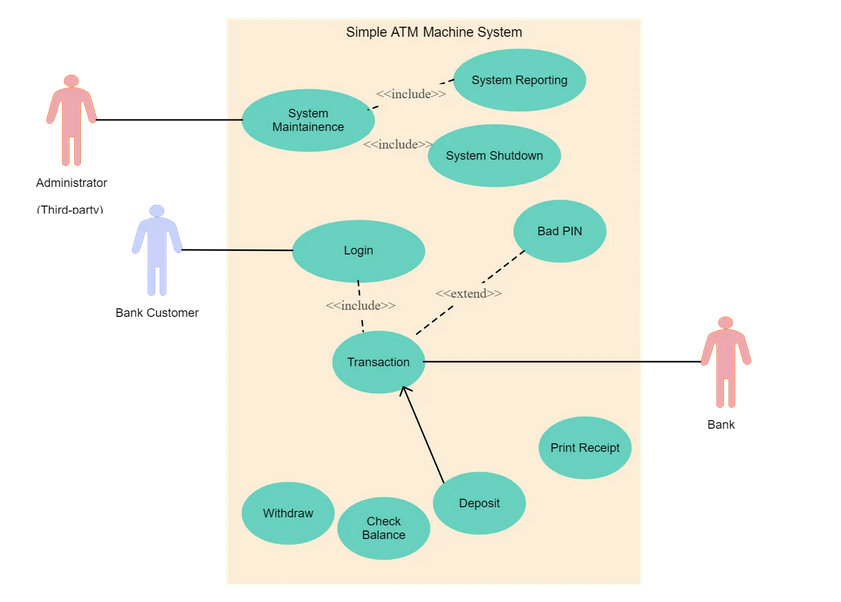 Simple ATM Machine System
System Reporting
<<include>>
System
Maintainence
<<include>>
System Shutdown
Administrator
(Third-party)
Bad PIN
Login
<<extend>>
<<include>>
Bank Customer
Transaction
Bank
Print Receipt
Deposit
Withdraw
Check
Balance